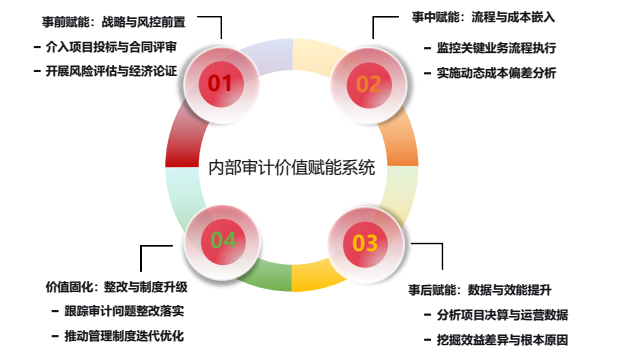 事前赋能：战略与风控前置
– 介入项目投标与合同评审
– 开展风险评估与经济论证
01
事中赋能：流程与成本嵌入
– 监控关键业务流程执行
– 实施动态成本偏差分析
02
内部审计价值赋能系统
04
价值固化：整改与制度升级
– 跟踪审计问题整改落实
– 推动管理制度迭代优化
03
事后赋能：数据与效能提升
– 分析项目决算与运营数据
– 挖掘效益差异与根本原因